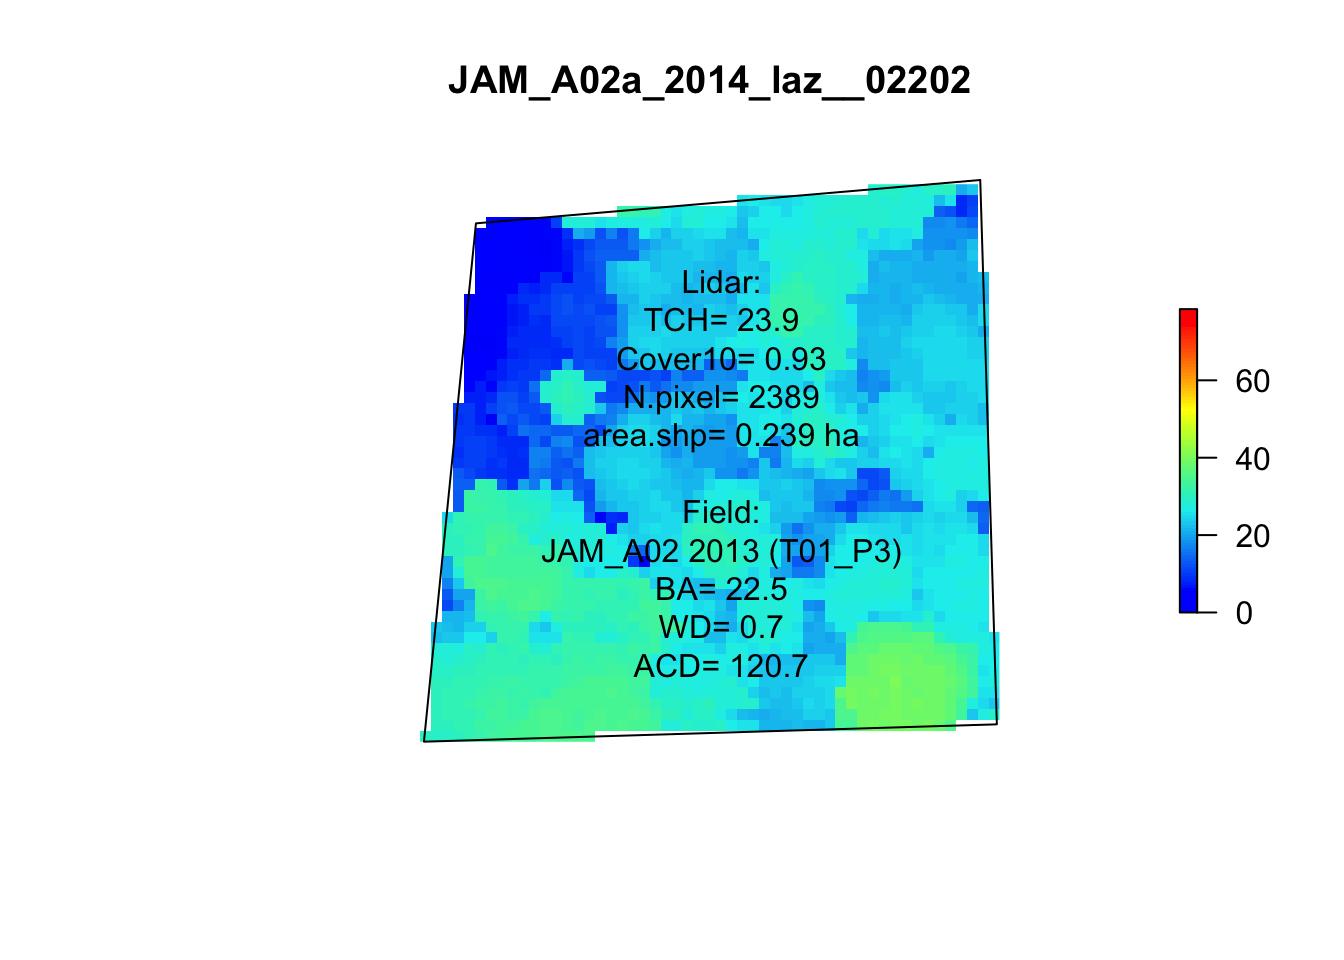 JAM_A02a_2014_laz__02202
Lidar:
TCH= 23.9
Cover10= 0.93
N.pixel= 2389
area.shp= 0.239 ha
Field:
JAM_A02 2013 (T01_P3)
BA= 22.5
WD= 0.7
ACD= 120.7
60
40
20
0